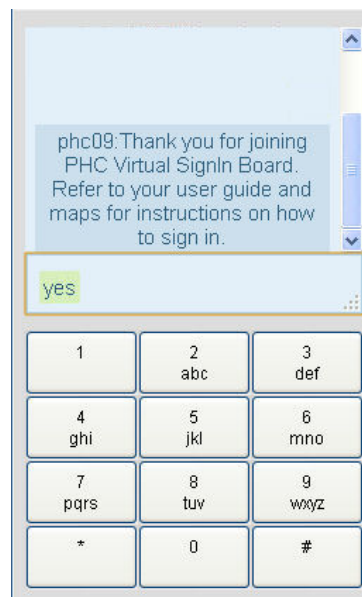 phc09:Thank you for joining
PHC Virtual SignIn Board.
Refer to your user guide and
maps for instructions on how
to sign in.
yes
1
2
abc
3
def
4
ghi
5
jkl
6
mno
7
pqrs
8
tuv
9
wxyz
*
0
#